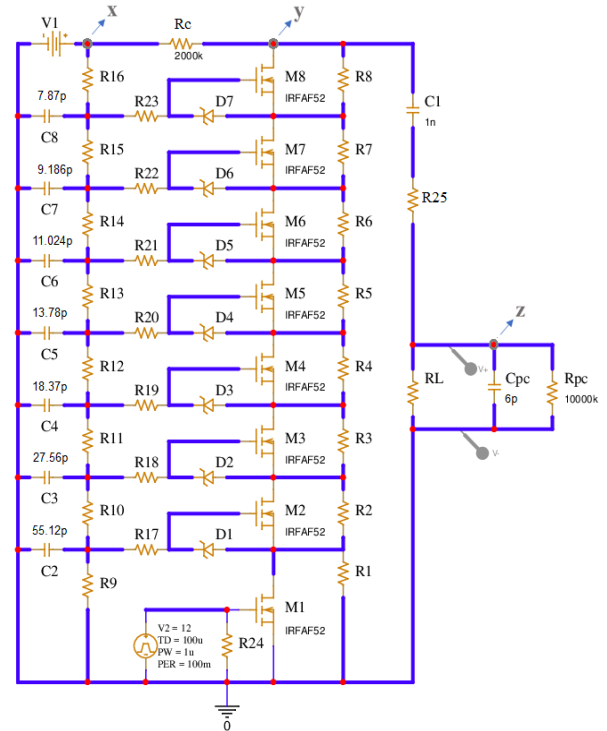 x
y
V1
Rc
2000k
R16
M8
IRFAF52
R8
7.87p
C8
R23
D7
C1
1n
R15
M7
IRFAF52
R7
9.186p
C7
R22
D6
R25
R14
M6
IRFAF52
R6
11.024p
C6
R21
D5
R13
M5
IRFAF52
R5
13.78p
C5
R20
D4
z
R12
M4
IRFAF52
R4
V+
18.37p
C4
R19
D3
RL
Cpc
6p
Rpc
10000k
R11
M3
IRFAF52
R3
V-
27.56p
C3
R18
D2
R10
M2
IRFAF52
R2
55.12p
C2
R17
D1
R9
R1
M1
IRFAF52
V2 = 12
TD = 100u
PW = 1u
PER = 100m
R24
0